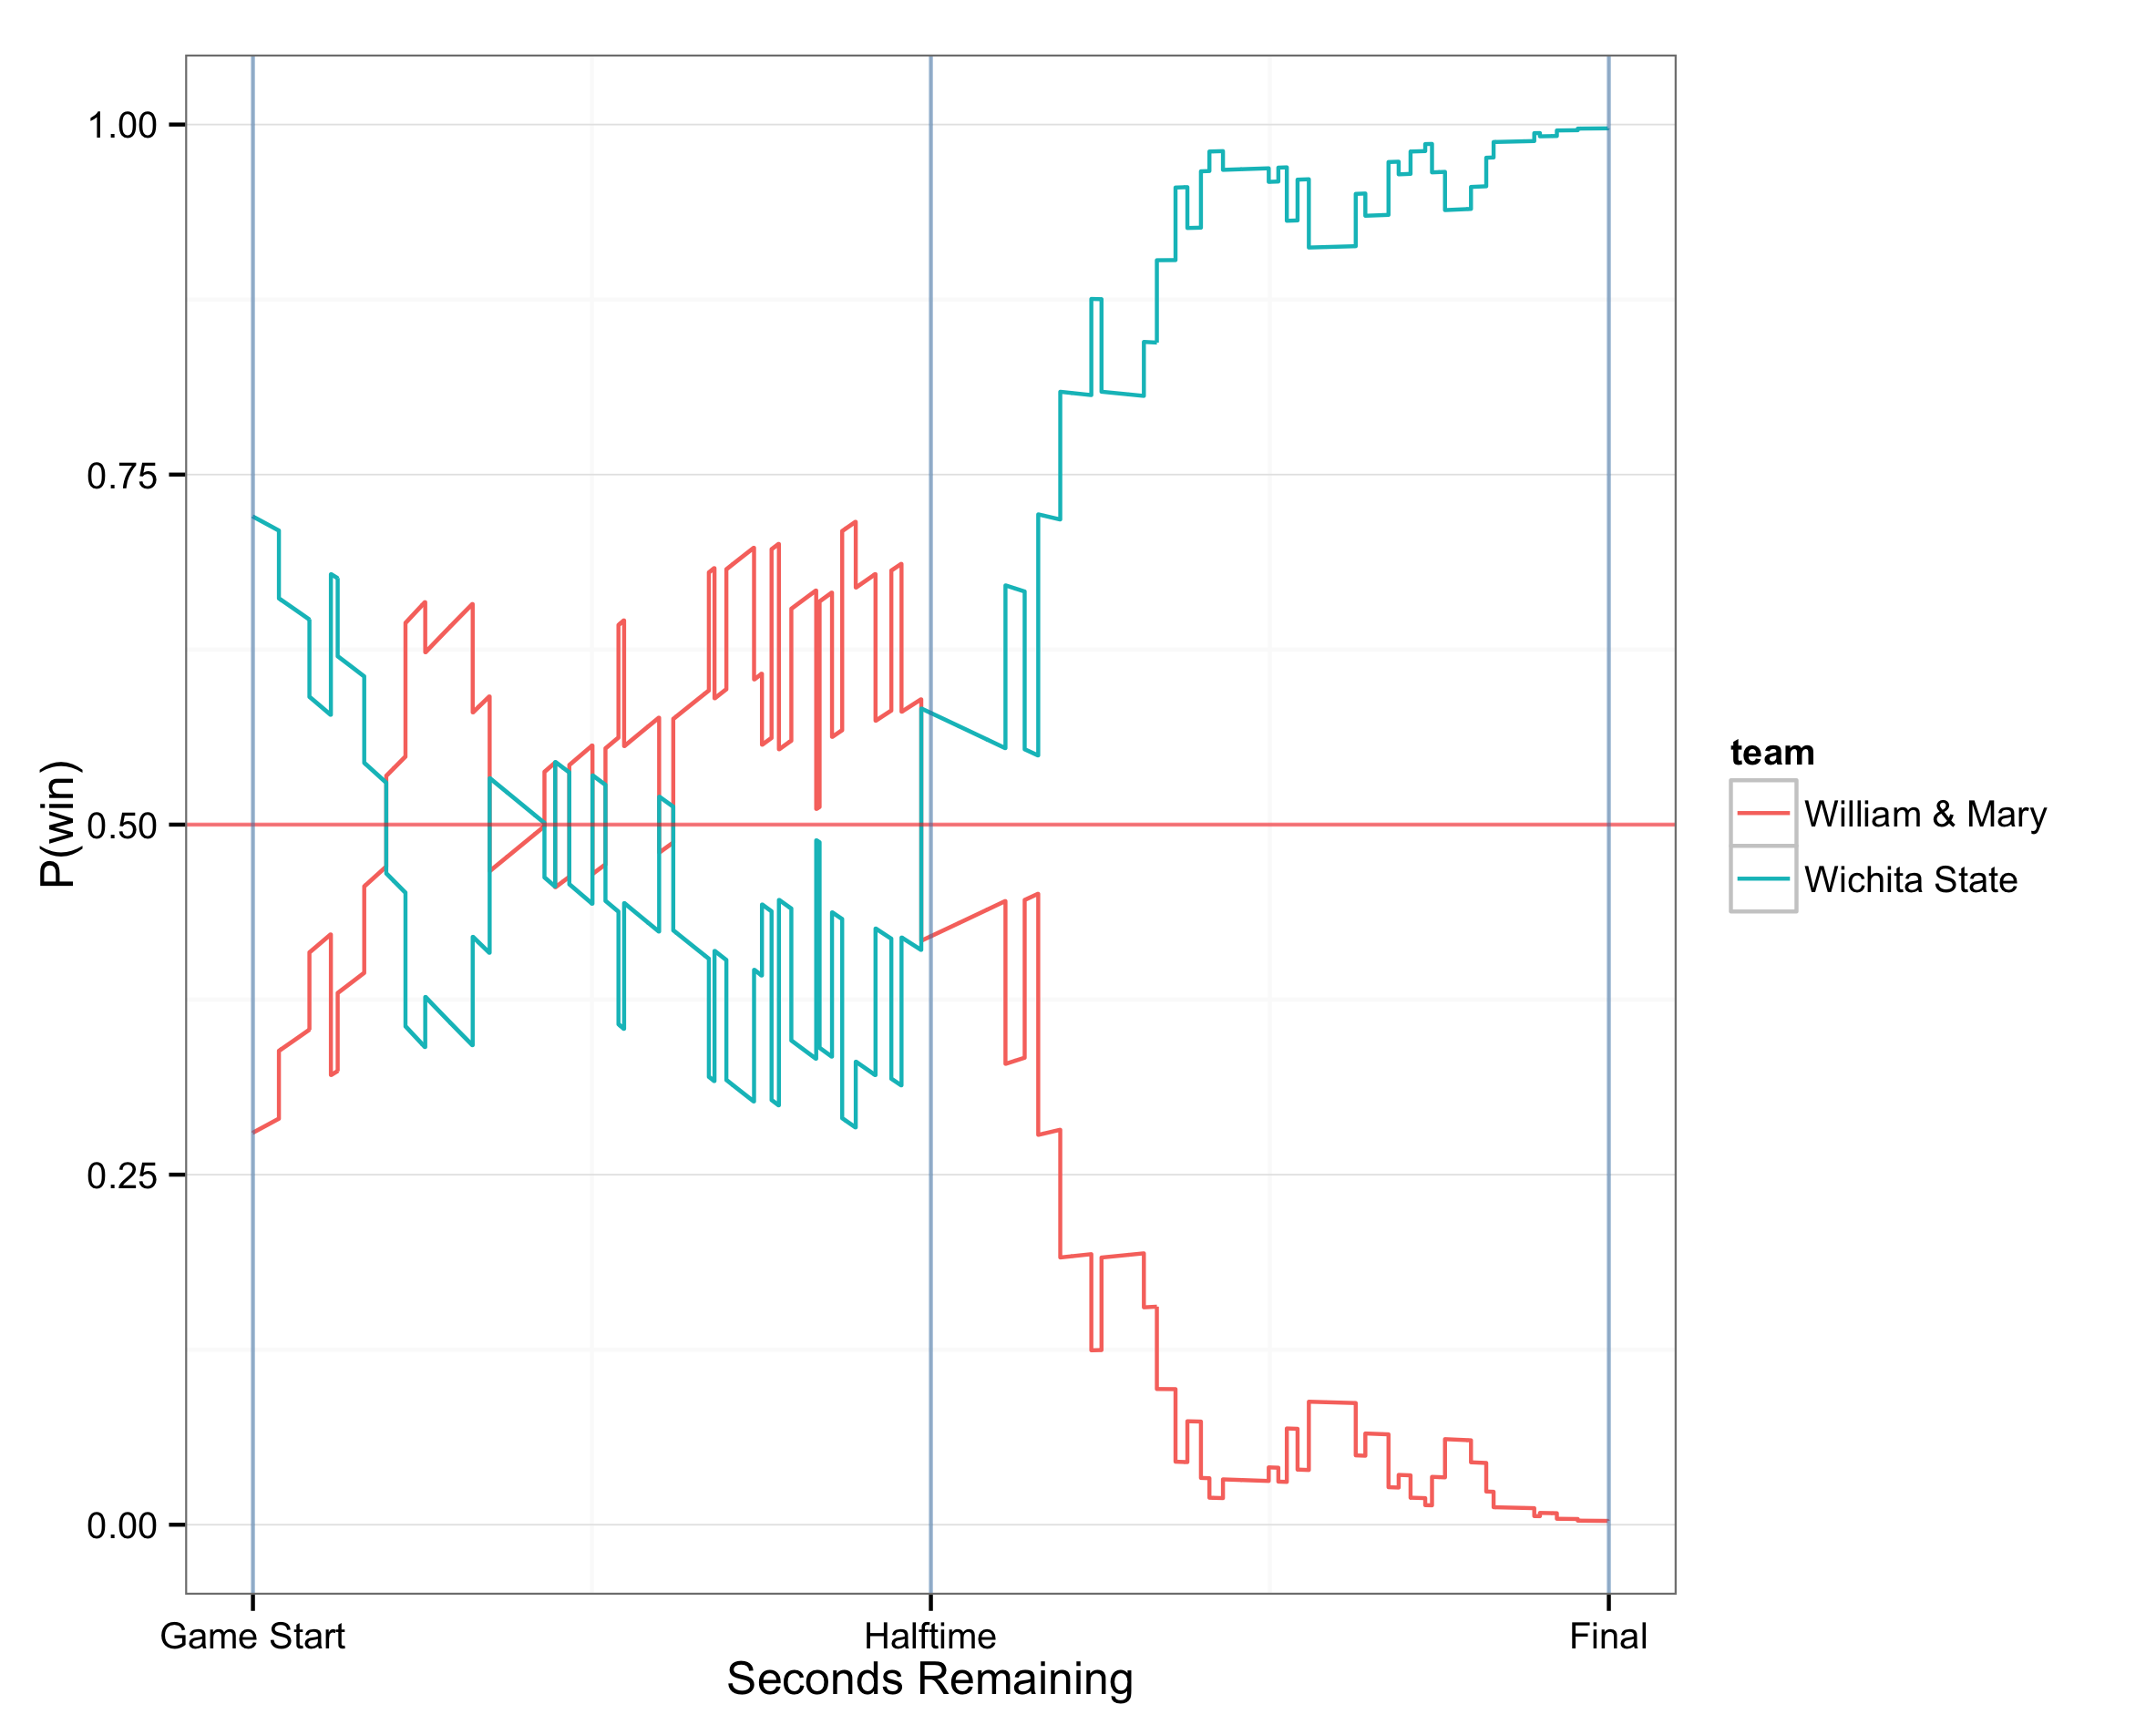 1.00
0.75
0.50
0.25
0.00
P(win)
Game Start
Halftime
Final
Seconds Remaining
team
William & Mary
Wichita State